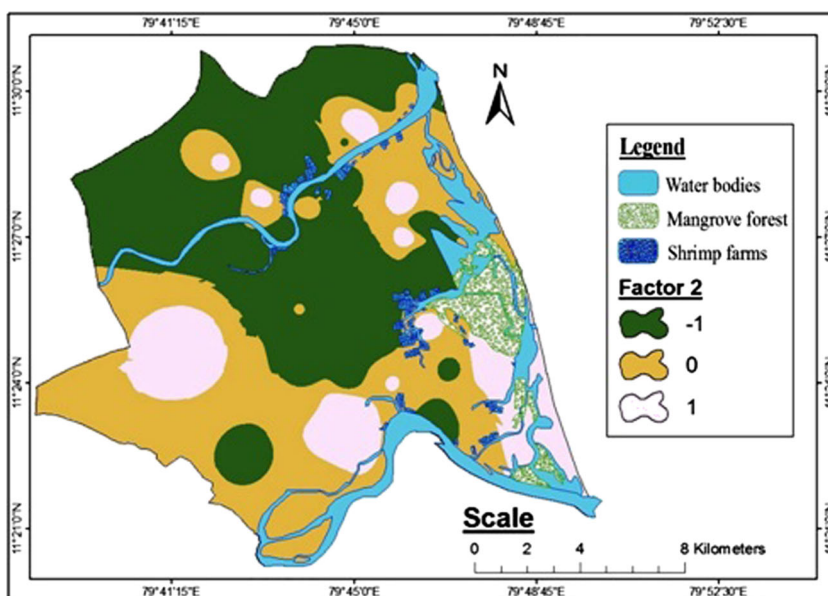 79°41'15"E 79°45'0"E 79°48'45"E 79°52'30"E
11°30'0"N
11°27'0"N
11°24'0"N
11°21'0"N
N
Legend
Water bodies
Mangrove forest
Shrimp farms
Factor 2
-1
0
1
Scale
0 2 4 8 Kilometers
79°41'15"E 79°45'0"E 79°48'45"E 79°52'30"E